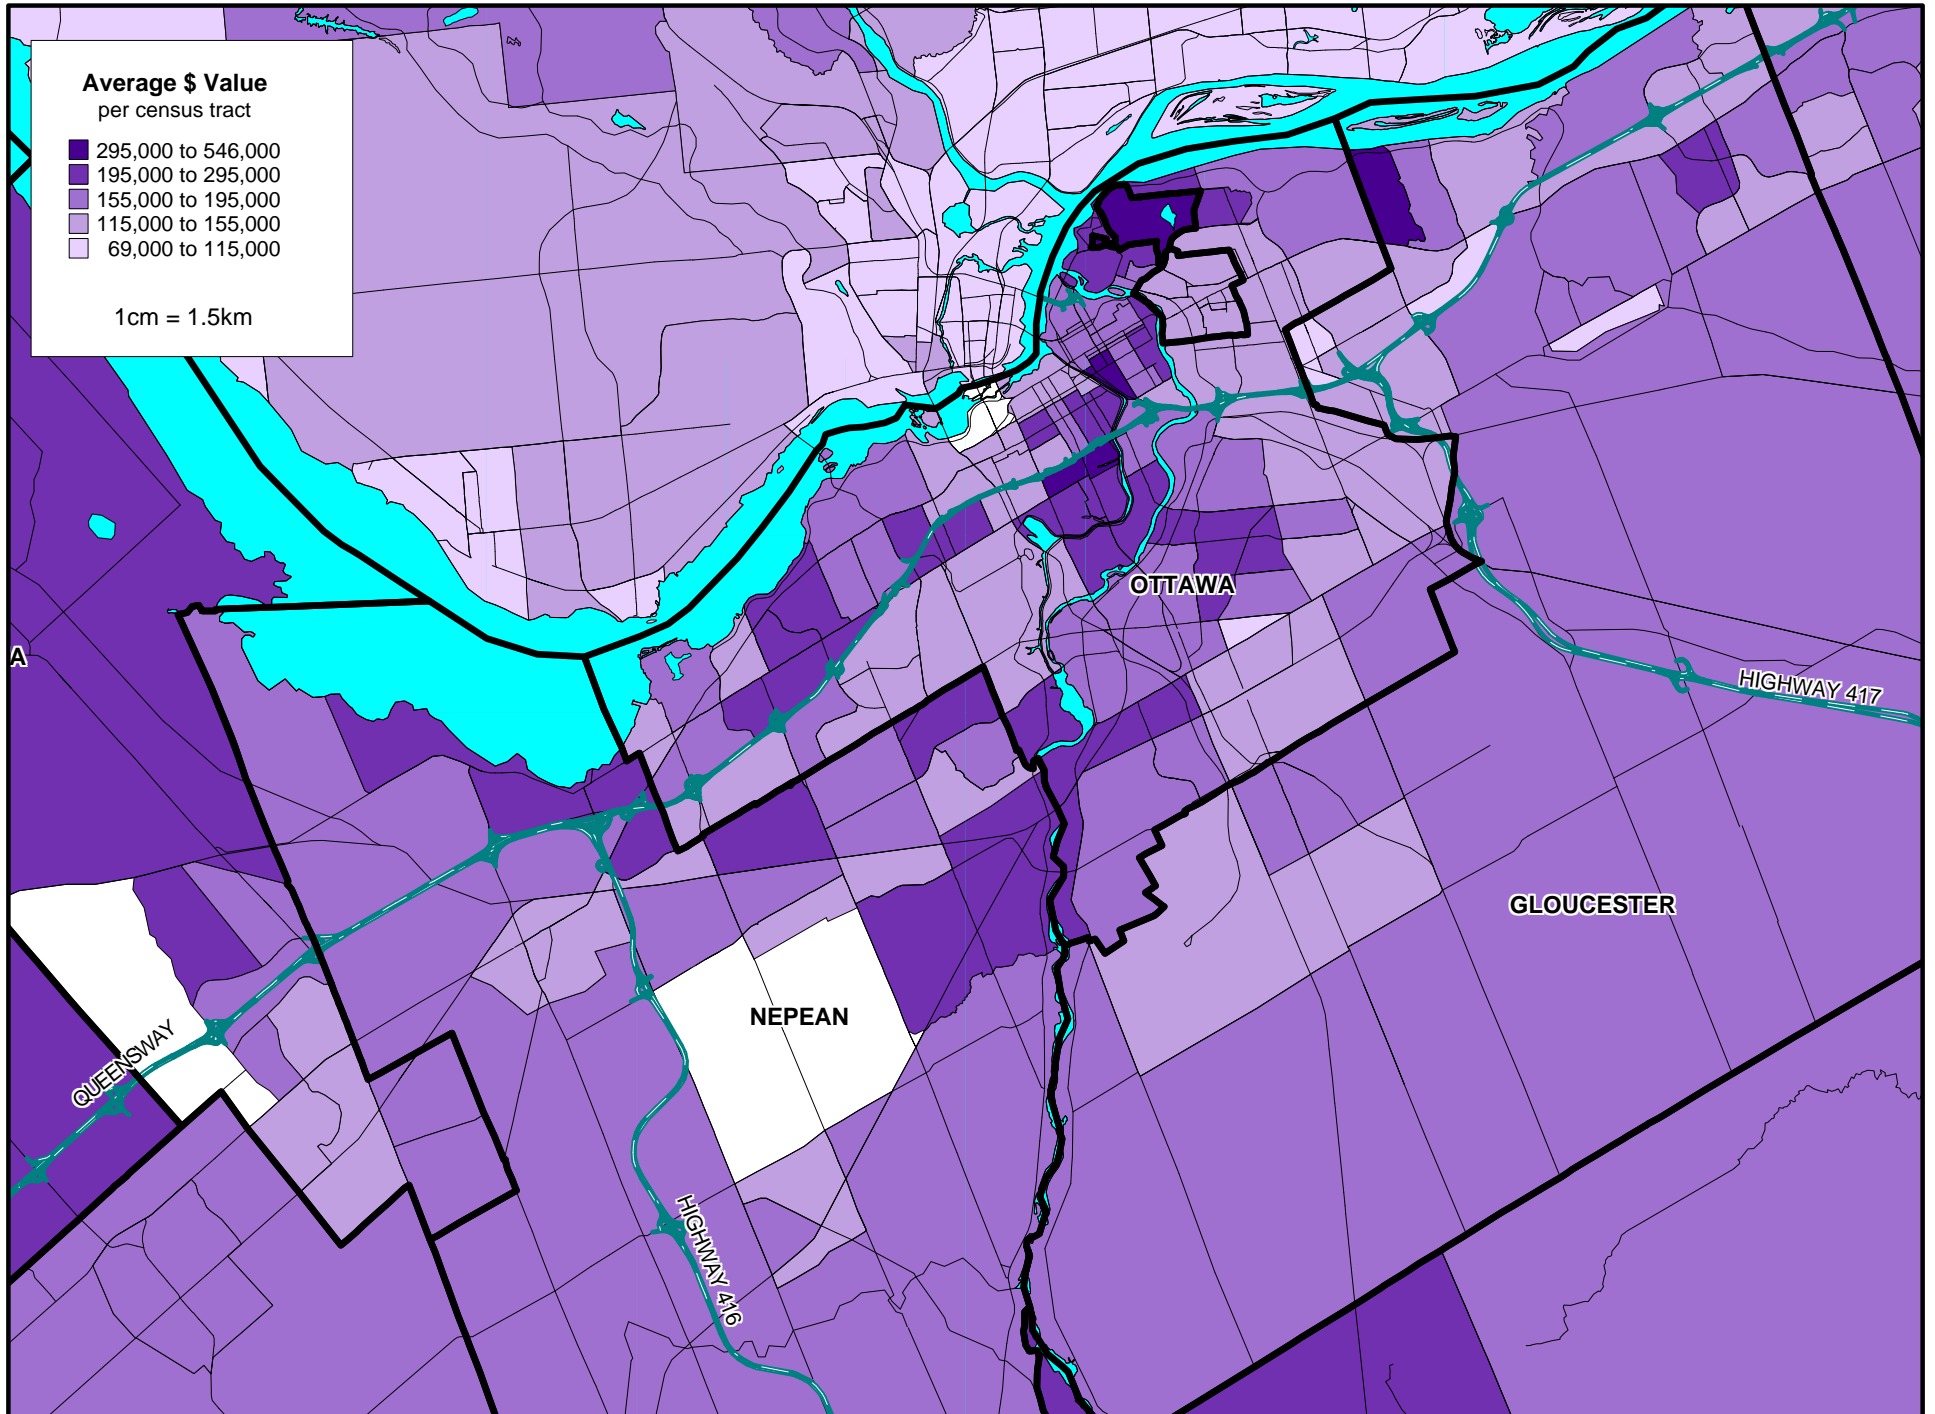 Average $ Value
per census tract
295,000 to 546,000
195,000 to 295,000
155,000 to 195,000
115,000 to 155,000
69,000 to 115,000
1cm = 1.5km
OTTAWA
A
HIGHWAY 417
GLOUCESTER
NEPEAN
QUEENSWAY
HIGHWAY 416